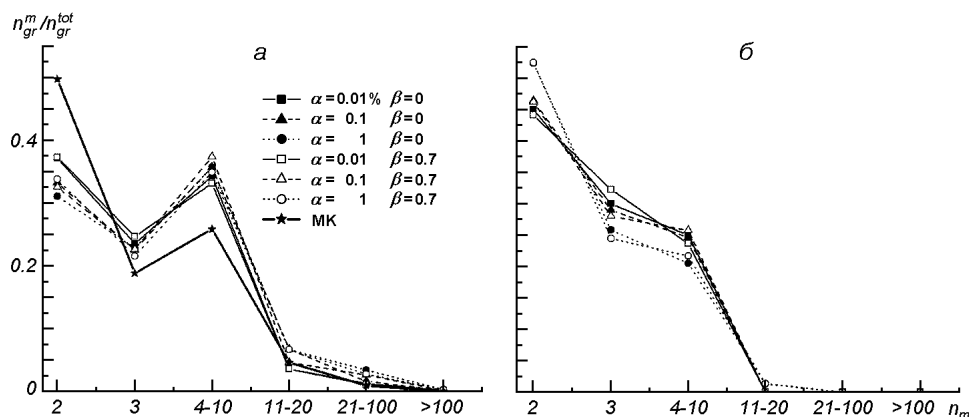 n_gr^m/n_gr^tot
а
б
α=0.01% β=0
α= 0.1 β=0
α= 1 β=0
α=0.01 β=0.7
α= 0.1 β=0.7
α= 1 β=0.7
MK
0.4
0.2
0
2 3 4-10 11-20 21-100 >100
2 3 4-10 11-20 21-100 >100 n_m